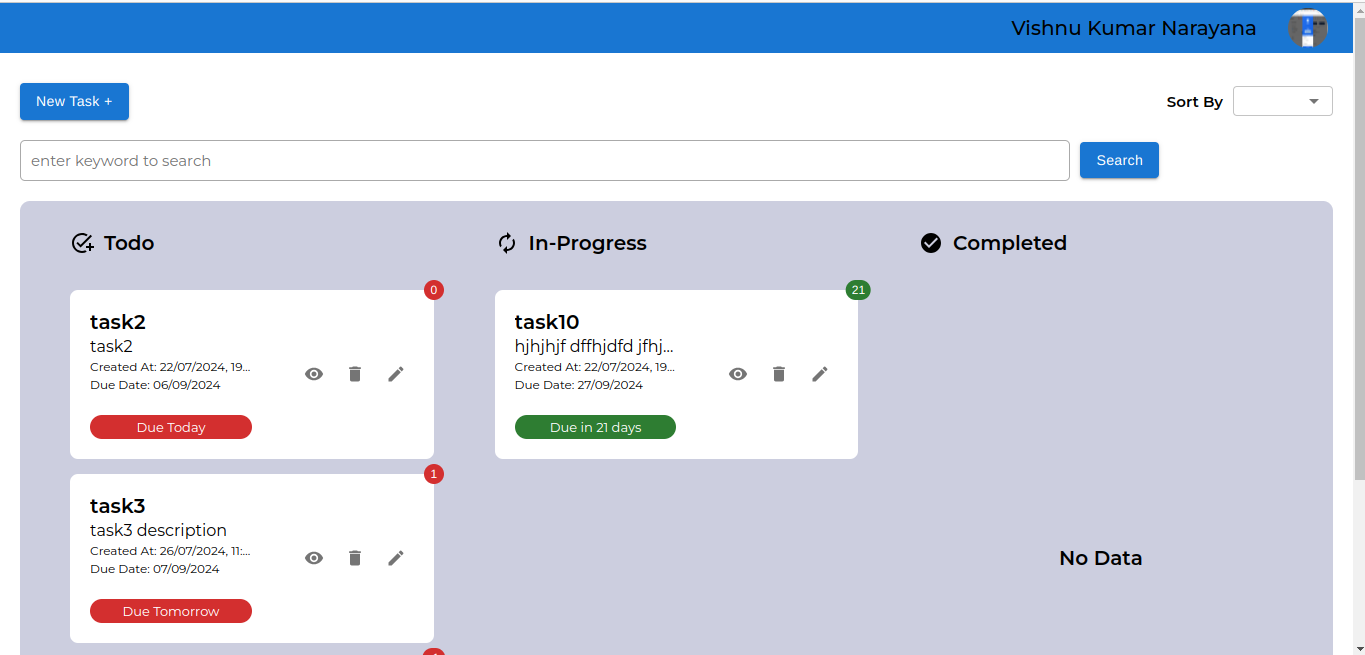 Vishnu Kumar Narayana
New Task +
Sort By
enter keyword to search
Search
Todo
In-Progress
Completed
0
task2
task2
Created At: 22/07/2024, 19...
Due Date: 06/09/2024
Due Today
21
task10
hjhjhjf dffhjdfd jfhj...
Created At: 22/07/2024, 19...
Due Date: 27/09/2024
Due in 21 days
1
task3
task3 description
Created At: 26/07/2024, 11:...
Due Date: 07/09/2024
Due Tomorrow
No Data